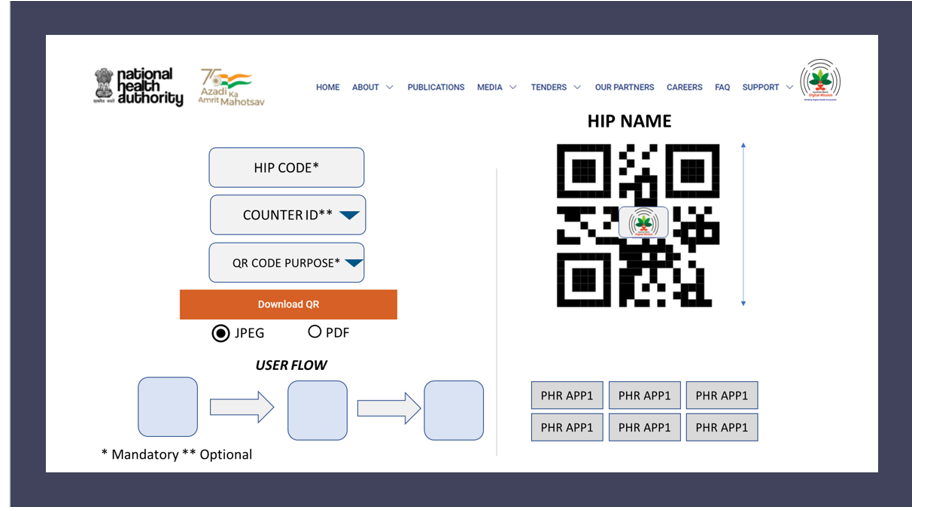 national
health
authority
Azadi Ka
Amrit Mahotsav
HOME ABOUT PUBLICATIONS MEDIA TENDERS OUR PARTNERS CAREERS FAQ SUPPORT
HIP NAME
HIP CODE*
COUNTER ID**
QR CODE PURPOSE*
Download QR
JPEG PDF
USER FLOW
* Mandatory ** Optional
PHR APP1 PHR APP1 PHR APP1
PHR APP1 PHR APP1 PHR APP1